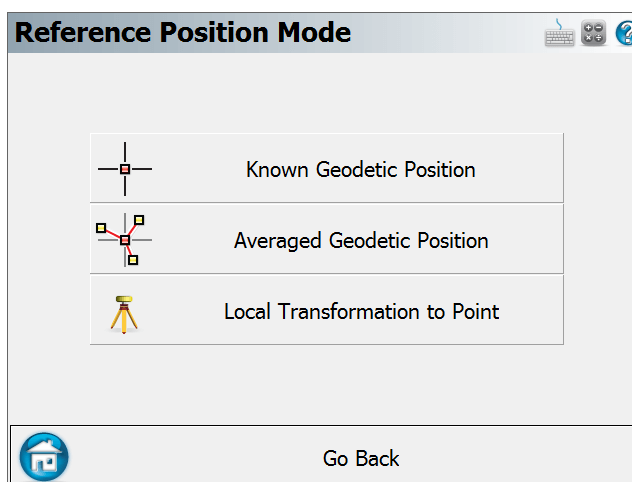 Reference Position Mode
Known Geodetic Position
Averaged Geodetic Position
Local Transformation to Point
Go Back